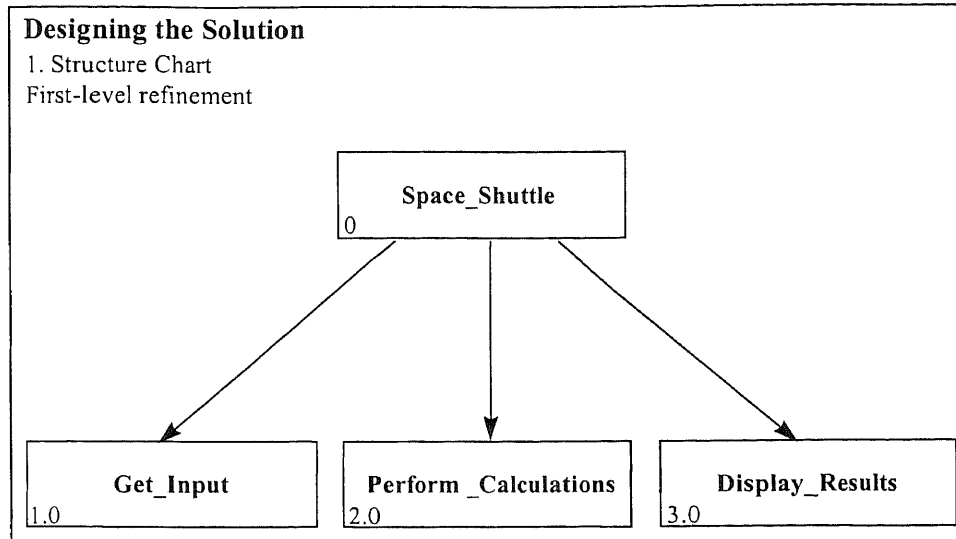 Designing the Solution
1. Structure Chart
First-level refinement
Space_Shuttle
0
Get_Input
1.0
Perform _Calculations
2.0
Display_Results
3.0